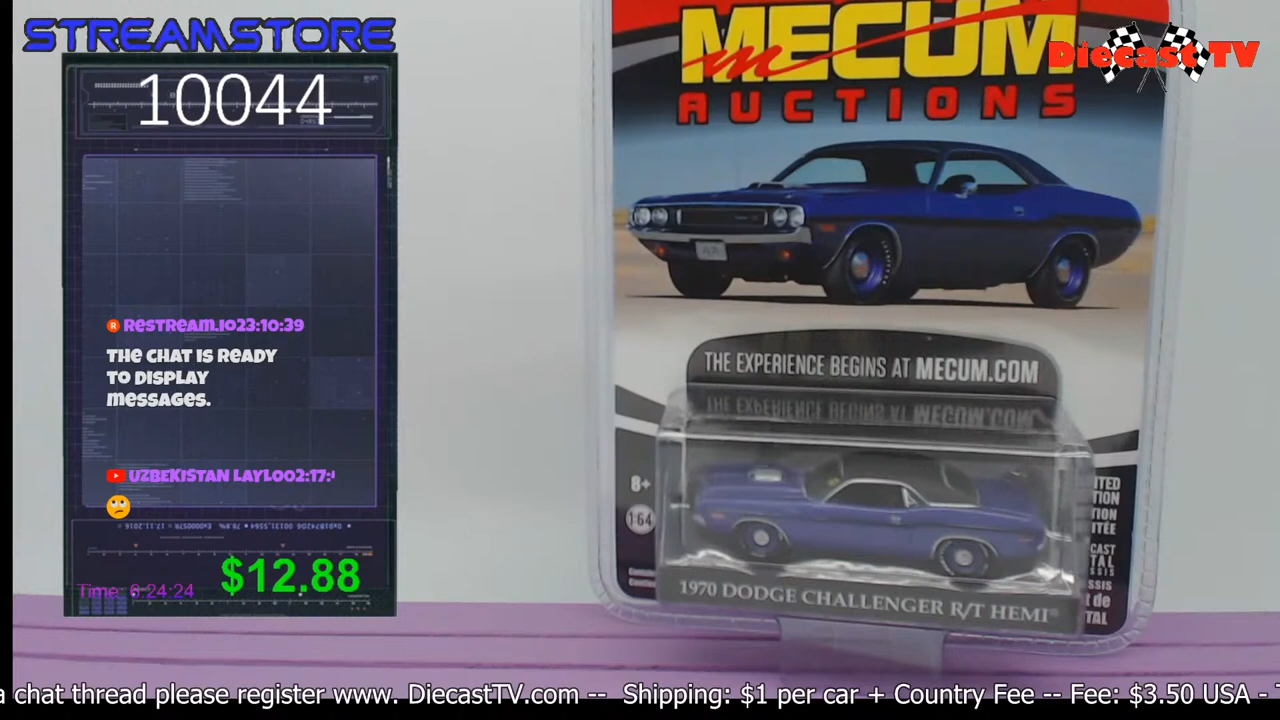 STREAMSTORE
10044
RESTREAM.IO23:10:39
THE CHAT IS READY
TO DISPLAY
MESSAGES.
UZBEKISTAN LAYLO02:17:
Time: 6:24:24
$12.88
MECUM
AUCTIONS
Diecast TV
THE EXPERIENCE BEGINS AT MECUM.COM
8+
1:64
1970 DODGE CHALLENGER R/T HEMI®
a chat thread please register www. DiecastTV.com -- Shipping: $1 per car + Country Fee -- Fee: $3.50 USA -